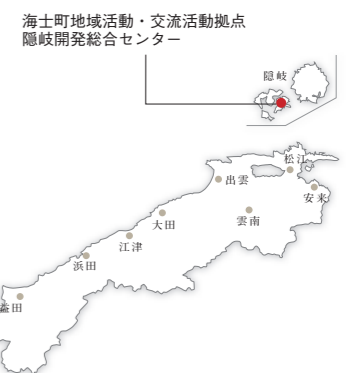 海士町地域活動・交流活動拠点
隠岐開発総合センター
隠岐
松江
出雲
安来
大田
雲南
江津
浜田
益田